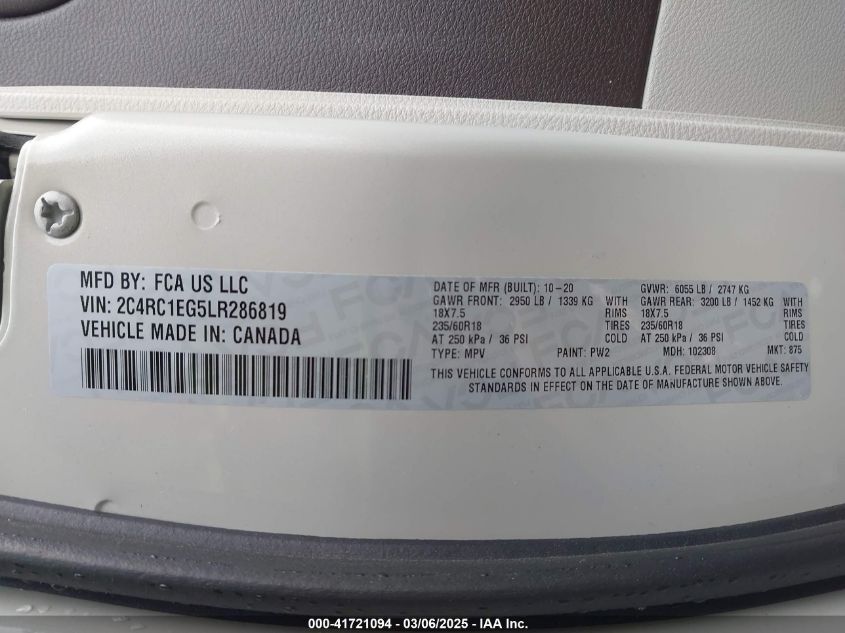 MFD BY: FCA US LLC
VIN: 2C4RC1EG5LR286819
VEHICLE MADE IN: CANADA
DATE OF MFR (BUILT): 10-20
GAWR FRONT: 2950 LB / 1339 KG
18X7.5 RIMS
235/60R18 TIRES
AT 250 kPa / 36 PSI COLD
TYPE: MPV PAINT: PW2
GVWR: 6055 LB / 2747 KG
GAWR REAR: 3200 LB / 1452 KG
18X7.5 RIMS
235/60R18 TIRES
AT 250 kPa / 36 PSI COLD
MDH: 102308 MKT: 875
THIS VEHICLE CONFORMS TO ALL APPLICABLE U.S.A. FEDERAL MOTOR VEHICLE SAFETY
STANDARDS IN EFFECT ON THE DATE OF MANUFACTURE SHOWN ABOVE.
000-41721094 - 03/06/2025 - IAA Inc.